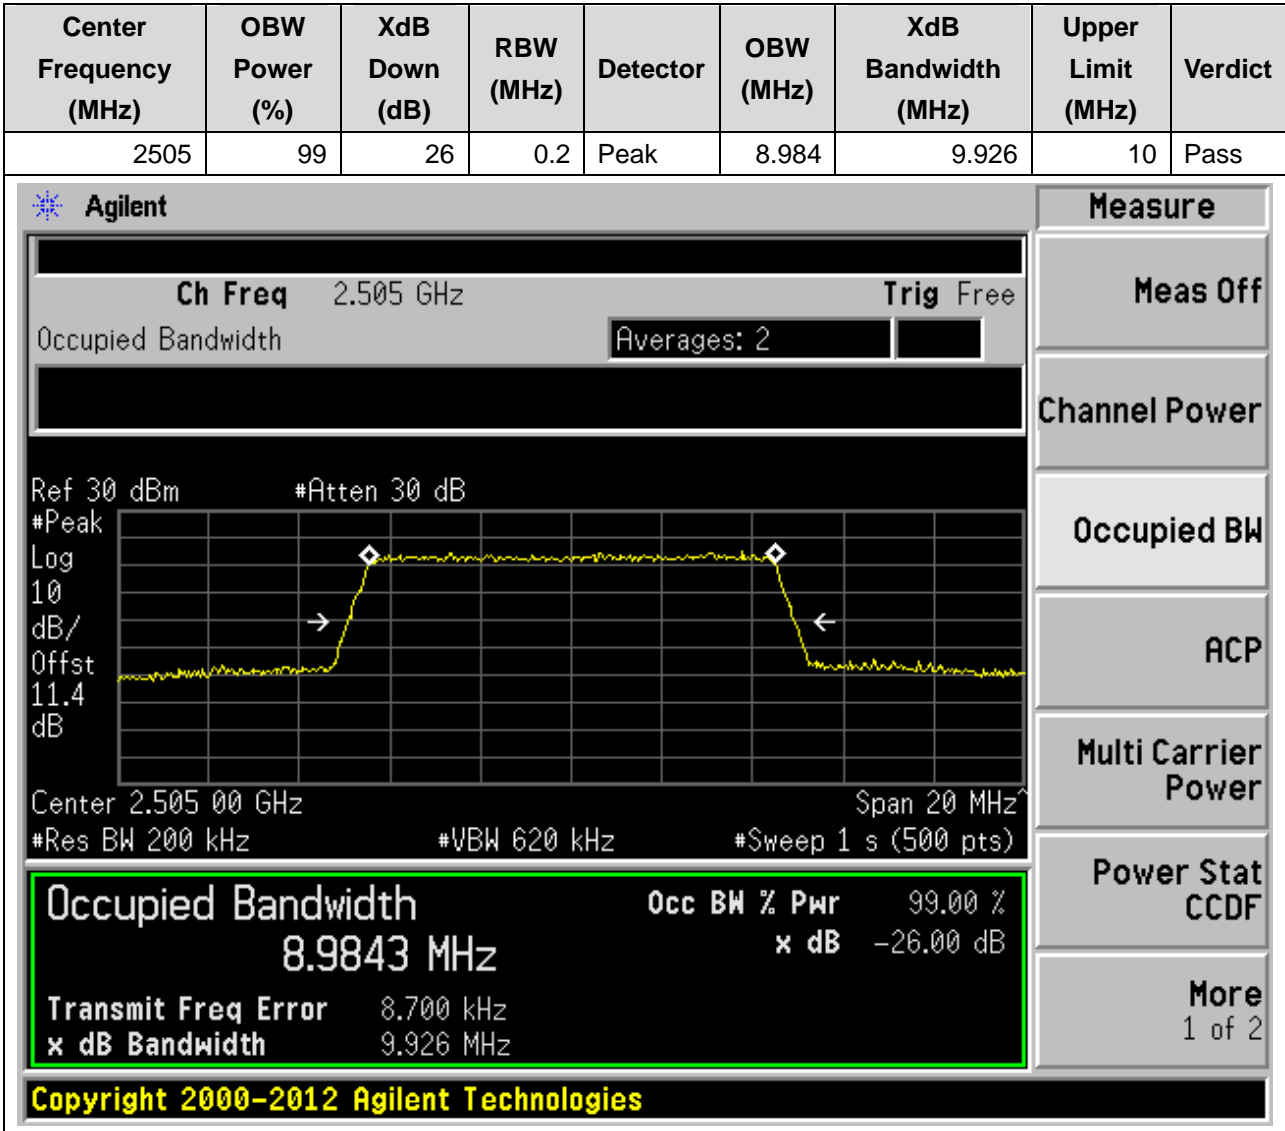 Center Frequency (MHz) OBW Power (%) XdB Down (dB) RBW (MHz) Detector OBW (MHz) XdB Bandwidth (MHz) Upper Limit (MHz) Verdict
2505 99 26 0.2 Peak 8.984 9.926 10 Pass
Agilent
Measure
Ch Freq 2.505 GHz Trig Free
Meas Off
Occupied Bandwidth Averages: 2
Channel Power
Ref 30 dBm #Atten 30 dB
#Peak
Log
10
dB/
Offst
11.4
dB
Occupied BW
ACP
Multi Carrier
Power
Center 2.505 00 GHz Span 20 MHz^
#Res BW 200 kHz #VBW 620 kHz #Sweep 1 s (500 pts)
Power Stat
CCDF
Occupied Bandwidth Occ BW % Pwr 99.00 %
8.9843 MHz x dB -26.00 dB
Transmit Freq Error 8.700 kHz
x dB Bandwidth 9.926 MHz
More
1 of 2
Copyright 2000-2012 Agilent Technologies